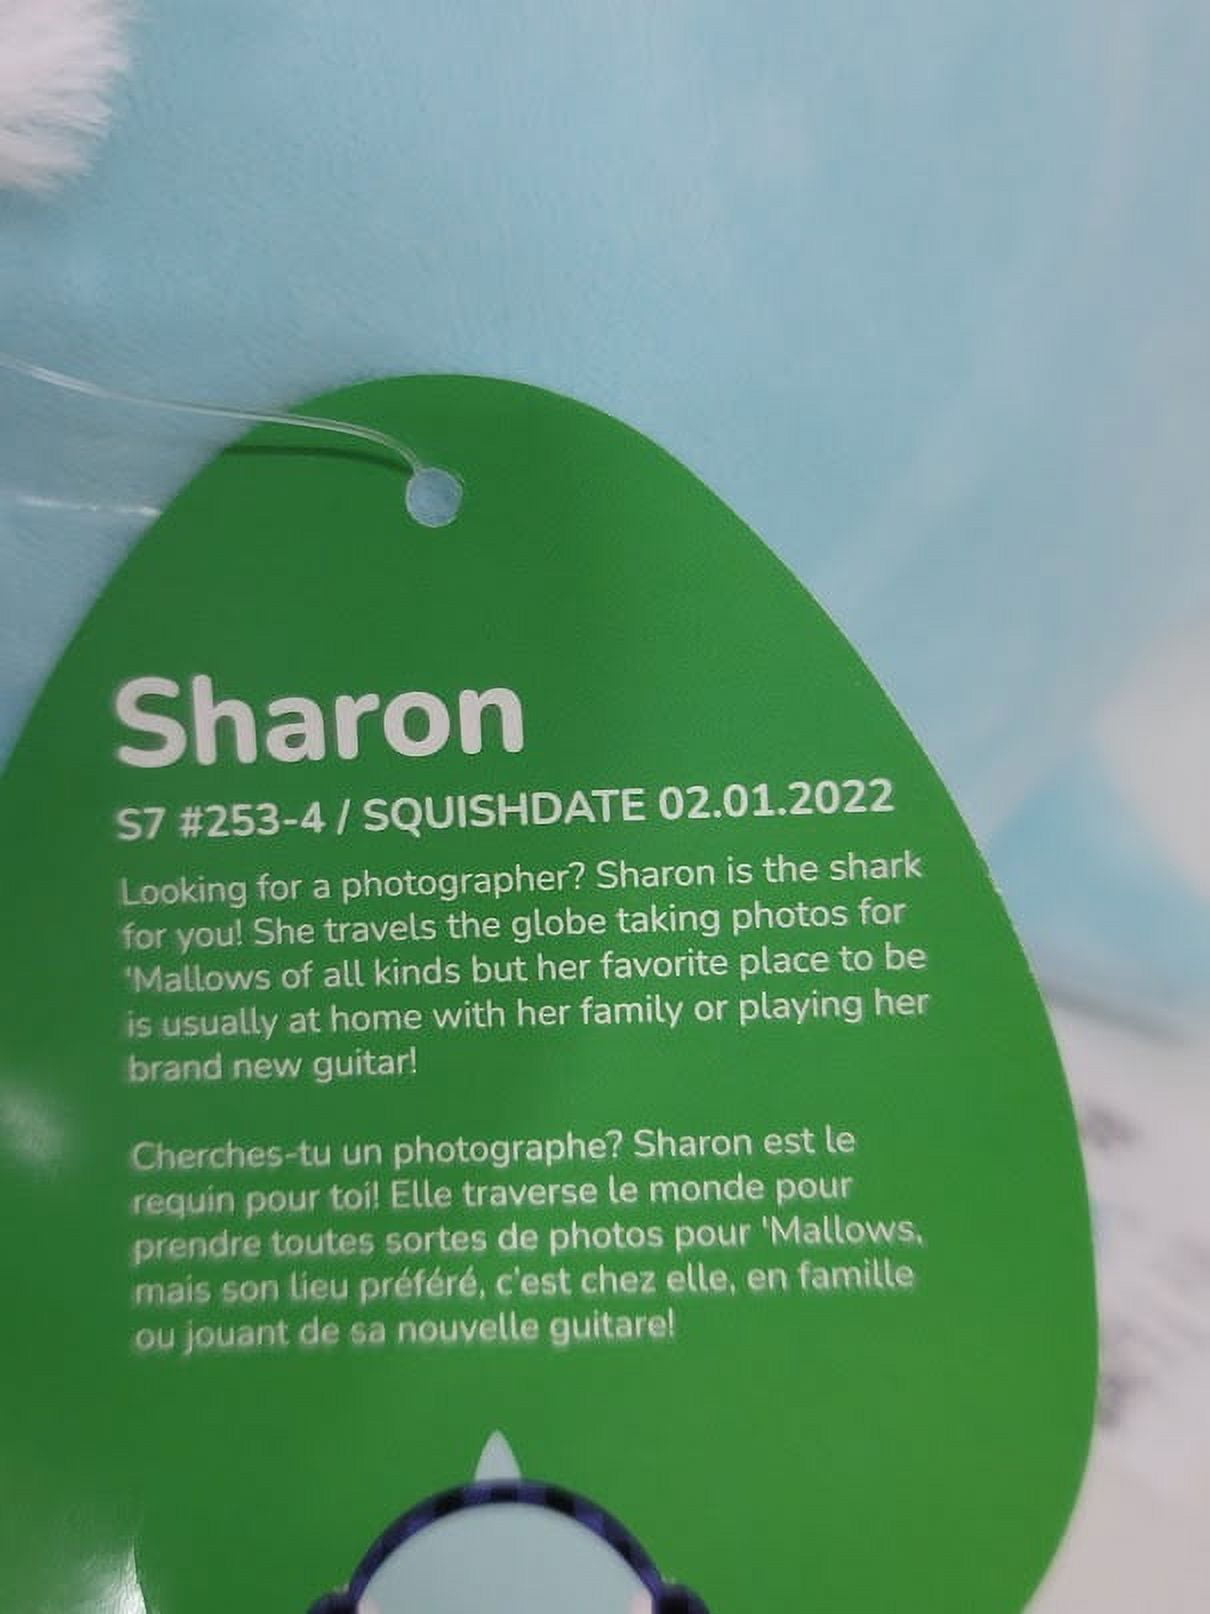 Sharon
S7 #253-4 / SQUISHDATE 02.01.2022
Looking for a photographer? Sharon is the shark
for you! She travels the globe taking photos for
'Mallows of all kinds but her favorite place to be
is usually at home with her family or playing her
brand new guitar!
Cherches-tu un photographe? Sharon est le
requin pour toi! Elle traverse le monde pour
prendre toutes sortes de photos pour 'Mallows,
mais son lieu préféré, c'est chez elle, en famille
ou jouant de sa nouvelle guitare!